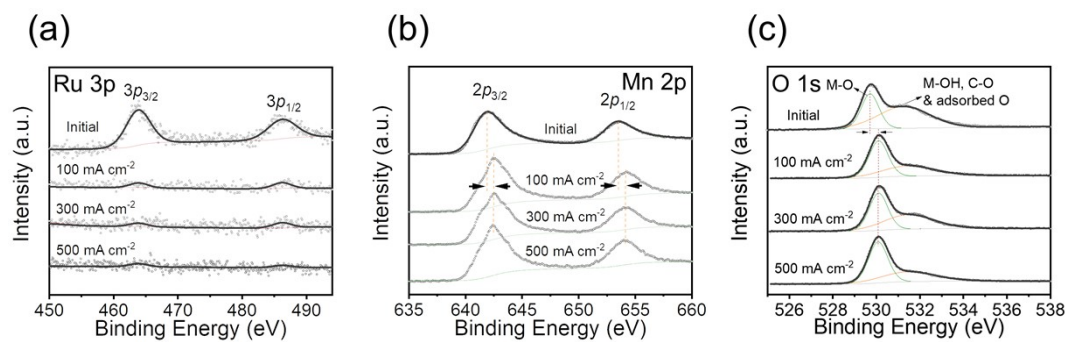 (a)
Ru 3p
3p3/2
3p1/2
Initial
100 mA cm-2
300 mA cm-2
500 mA cm-2
Intensity (a.u.)
450 460 470 480 490
Binding Energy (eV)
(b)
Mn 2p
2p3/2
2p1/2
Initial
100 mA cm-2
300 mA cm-2
500 mA cm-2
Intensity (a.u.)
635 640 645 650 655 660
Binding Energy (eV)
(c)
O 1s
M-O
M-OH, C-O
& adsorbed O
Initial
100 mA cm-2
300 mA cm-2
500 mA cm-2
Intensity (a.u.)
526 528 530 532 534 536 538
Binding Energy (eV)